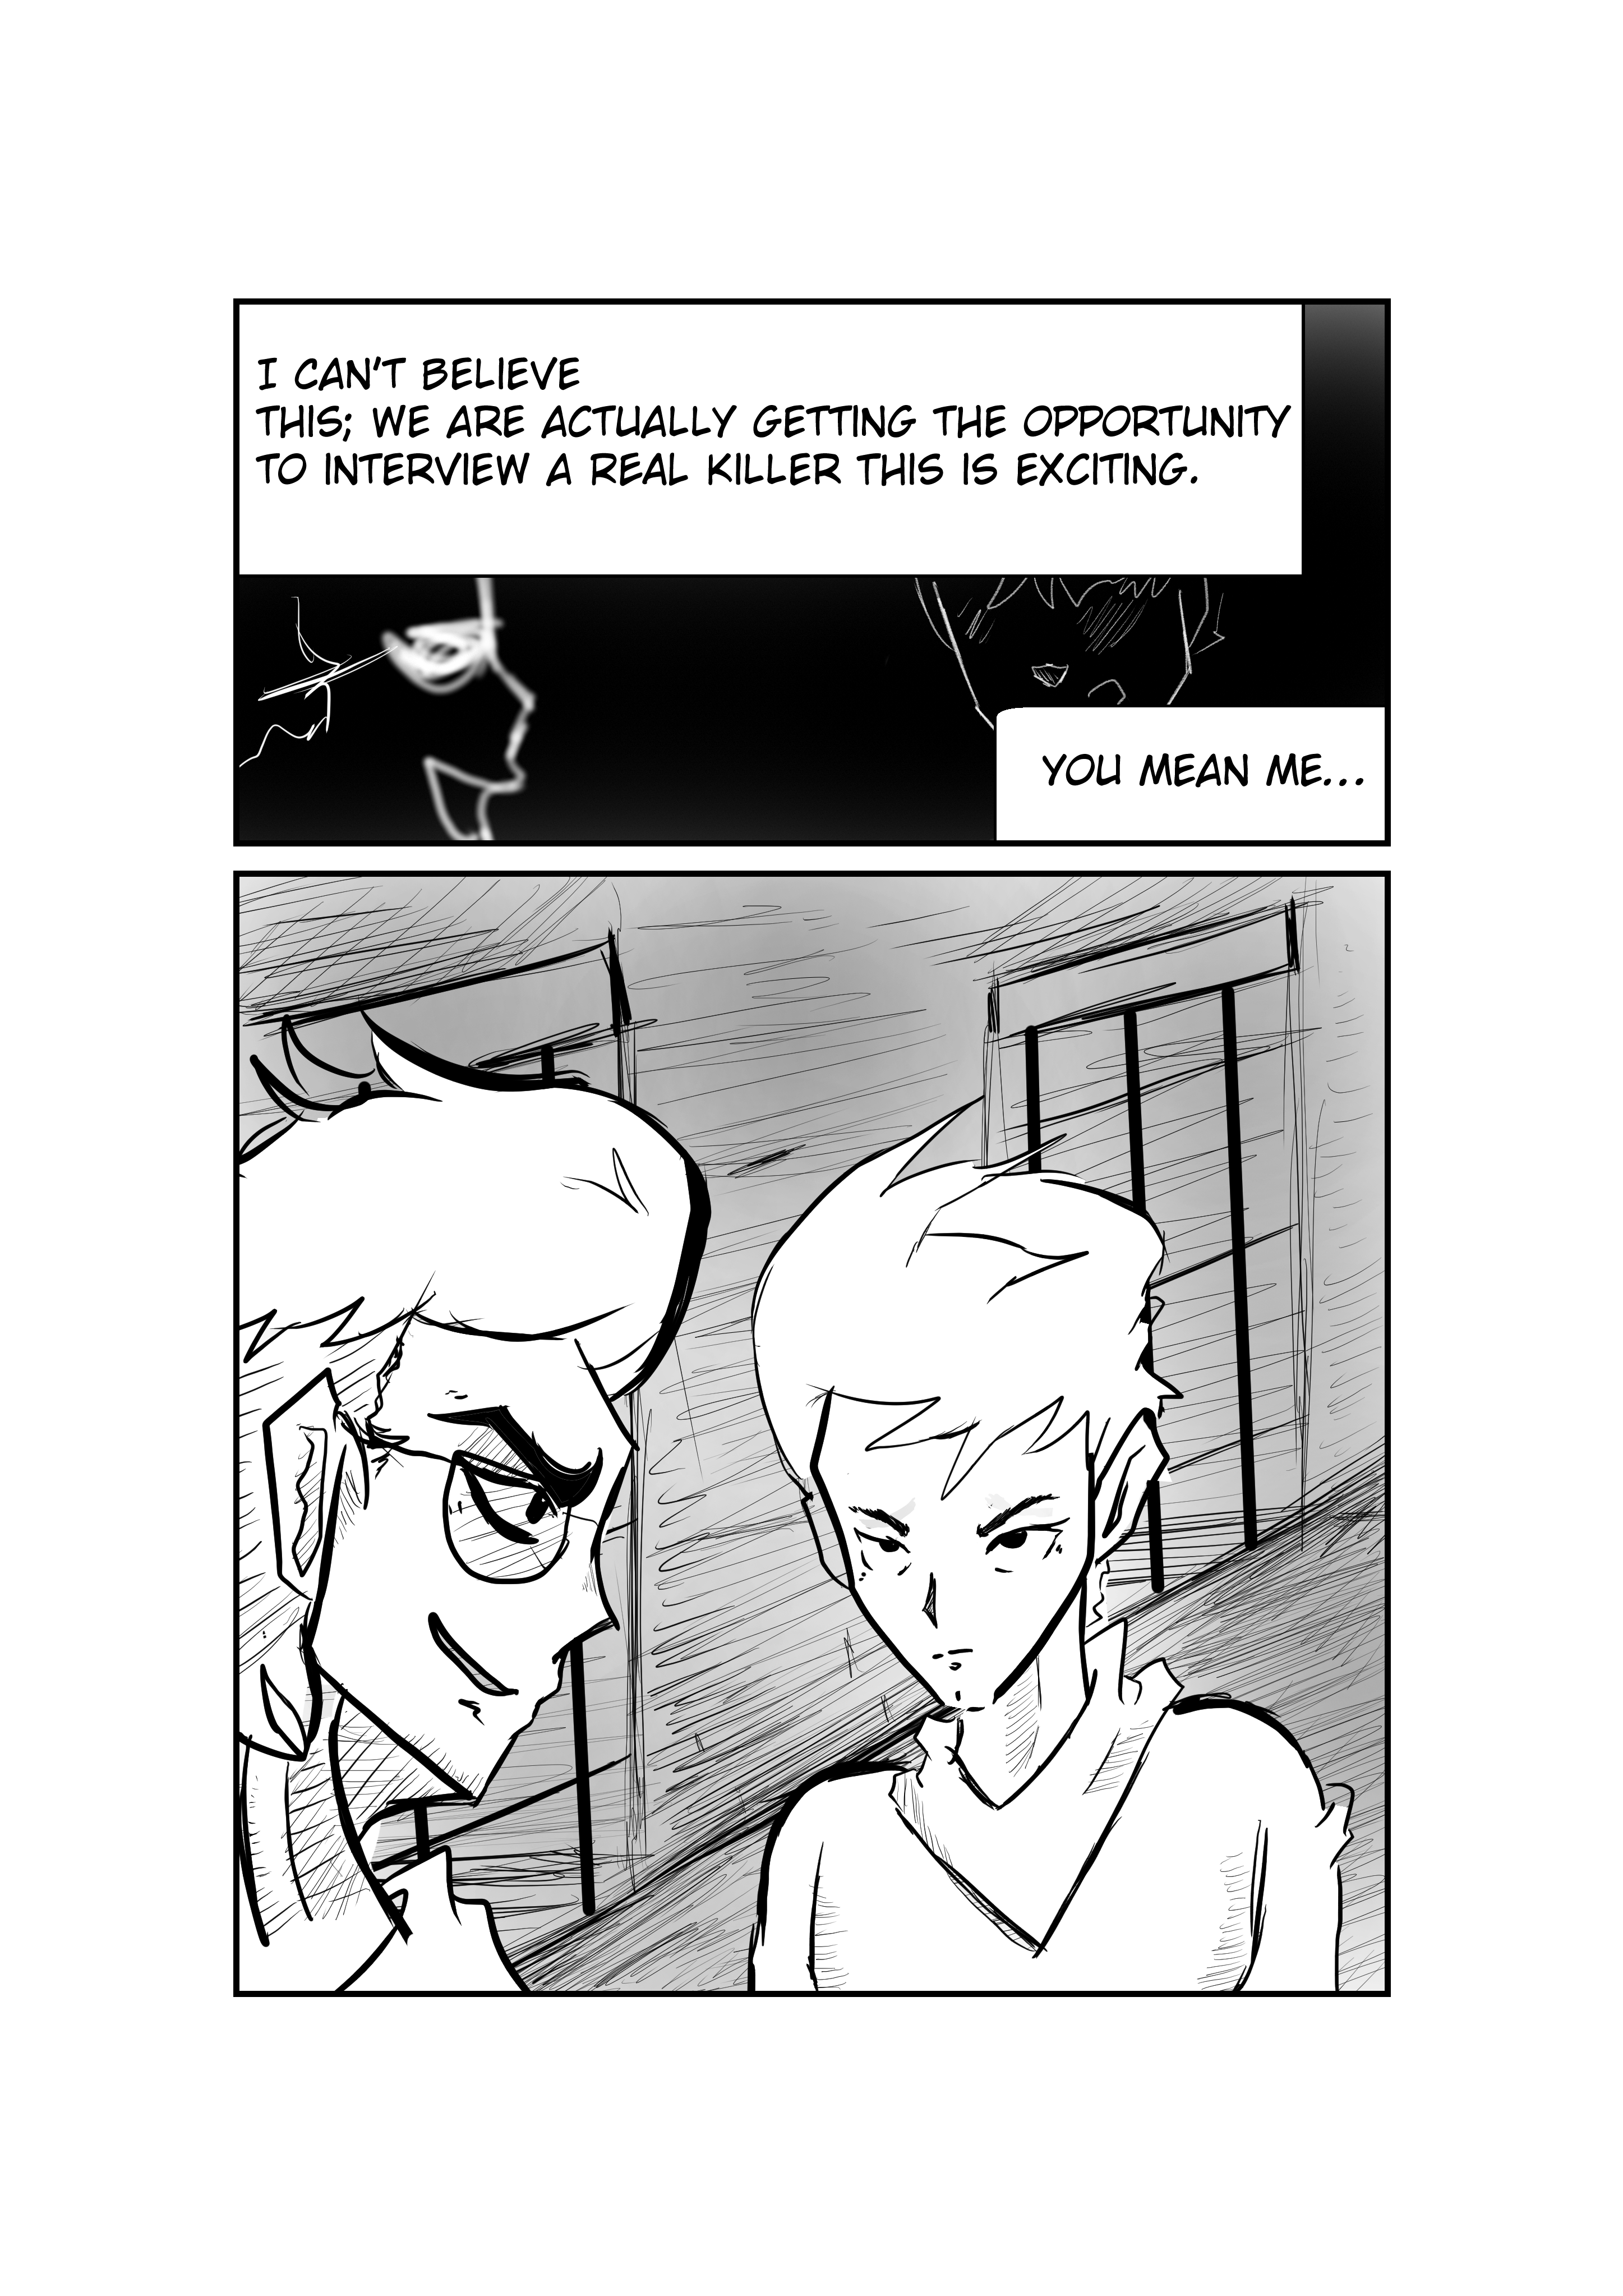 I CAN'T BELIEVE
THIS; WE ARE ACTUALLY GETTING THE OPPORTUNITY
TO INTERVIEW A REAL KILLER THIS IS EXCITING.
YOU MEAN ME...